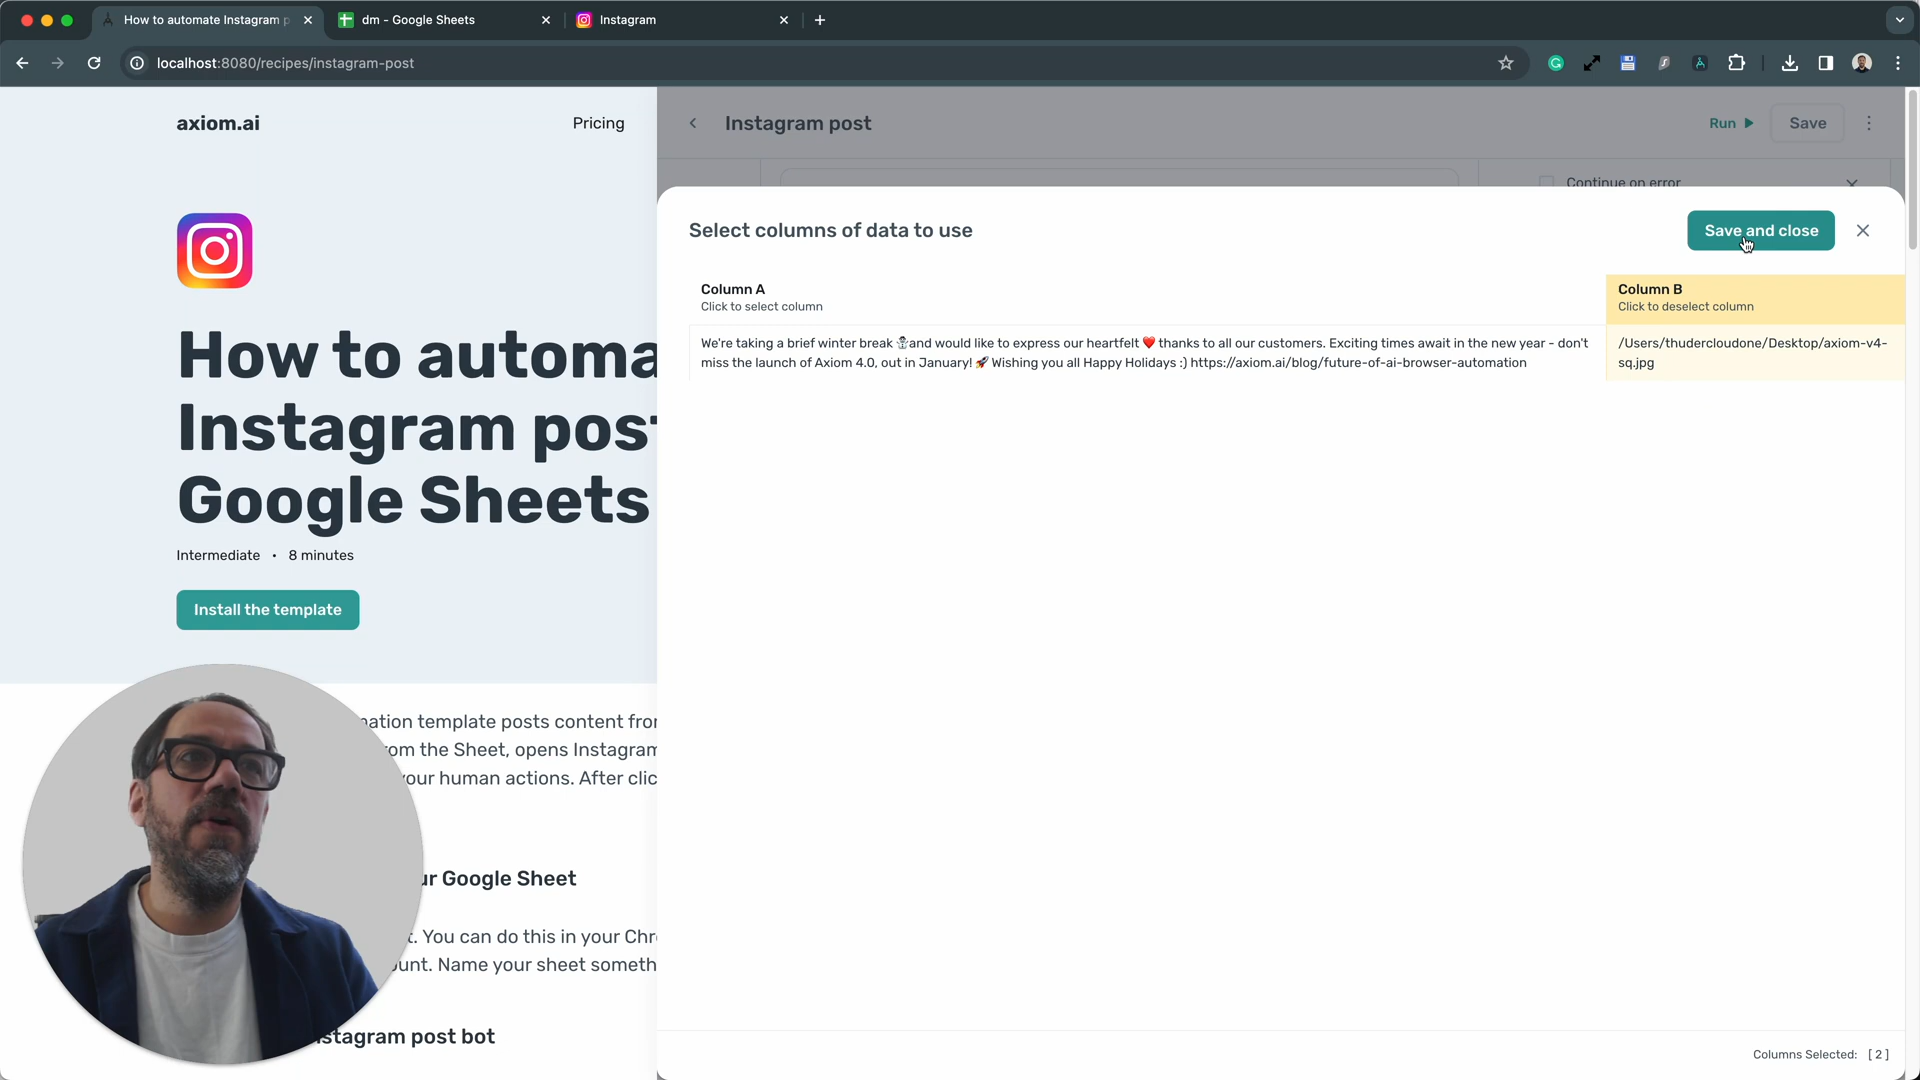 How to automate Instagram p
dm - Google Sheets
Instagram
localhost:8080/recipes/instagram-post
axiom.ai
Pricing
How to automa
Instagram post
Google Sheets
Intermediate • 8 minutes
Install the template
ation template posts content fror
om the Sheet, opens Instagram
your human actions. After clic
ur Google Sheet
t. You can do this in your Chr
unt. Name your sheet someth
stagram post bot
Instagram post
Run
Save
Continue on error
Select columns of data to use
Save and close
Column A
Click to select column
We're taking a brief winter break ☃️and would like to express our heartfelt ❤️ thanks to all our customers. Exciting times await in the new year - don't
miss the launch of Axiom 4.0, out in January! 🚀 Wishing you all Happy Holidays :) https://axiom.ai/blog/future-of-ai-browser-automation
Column B
Click to deselect column
/Users/thudercloudone/Desktop/axiom-v4-
sq.jpg
Columns Selected: [ 2 ]